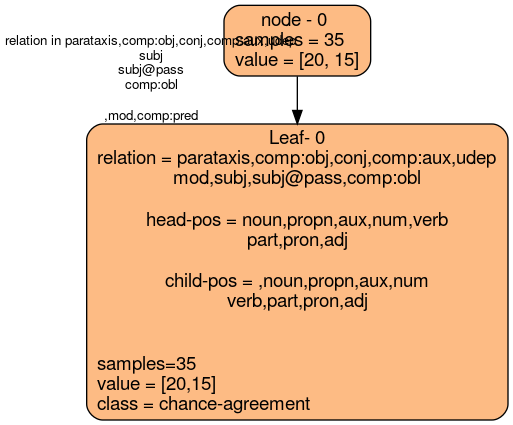 node - 0
samples = 35
value = [20, 15]
relation in parataxis,comp:obj,conj,comp:aux,udep
subj
subj@pass
comp:obl
,mod,comp:pred
Leaf- 0
relation = parataxis,comp:obj,conj,comp:aux,udep
mod,subj,subj@pass,comp:obl
head-pos = noun,propn,aux,num,verb
part,pron,adj
child-pos = ,noun,propn,aux,num
verb,part,pron,adj
samples=35
value = [20,15]
class = chance-agreement